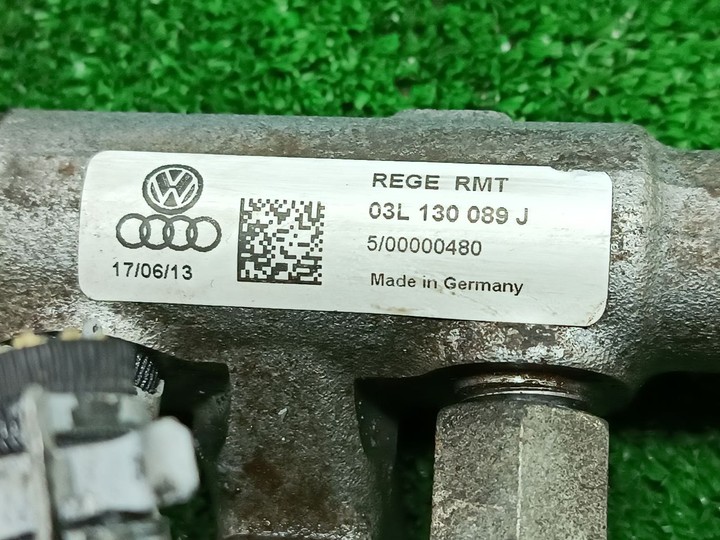 REGE RMT
03L 130 089 J
5/00000480
Made in Germany
17/06/13